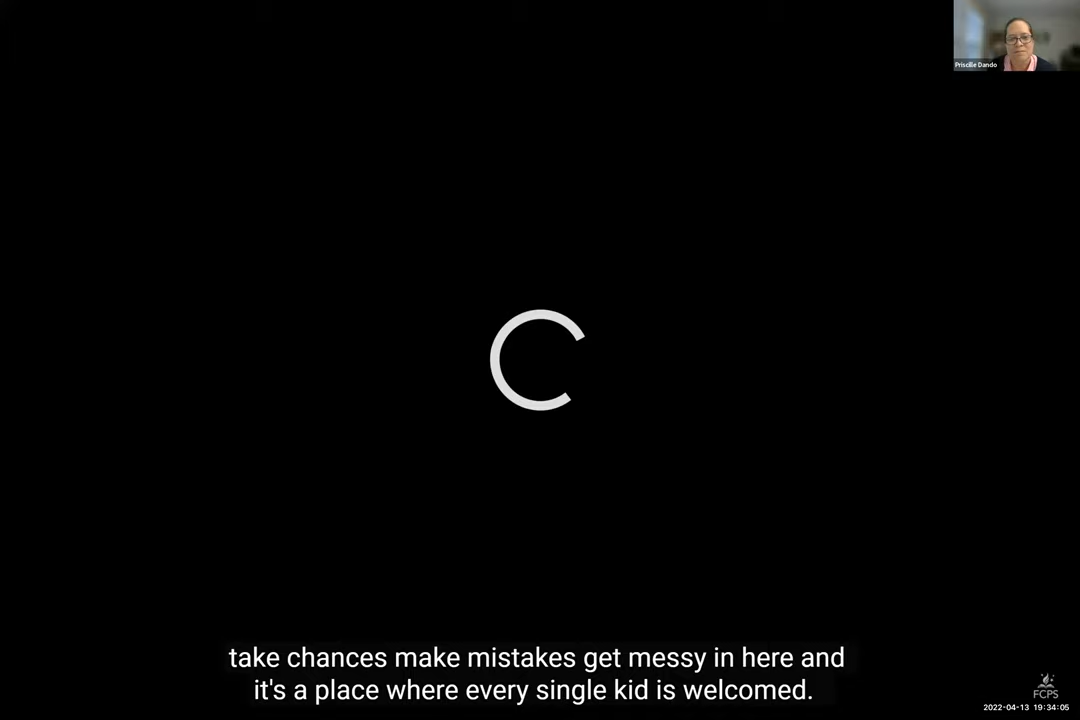 Priscille Dando
take chances make mistakes get messy in here and
it's a place where every single kid is welcomed.
FCPS
2022-04-13 19:34:05